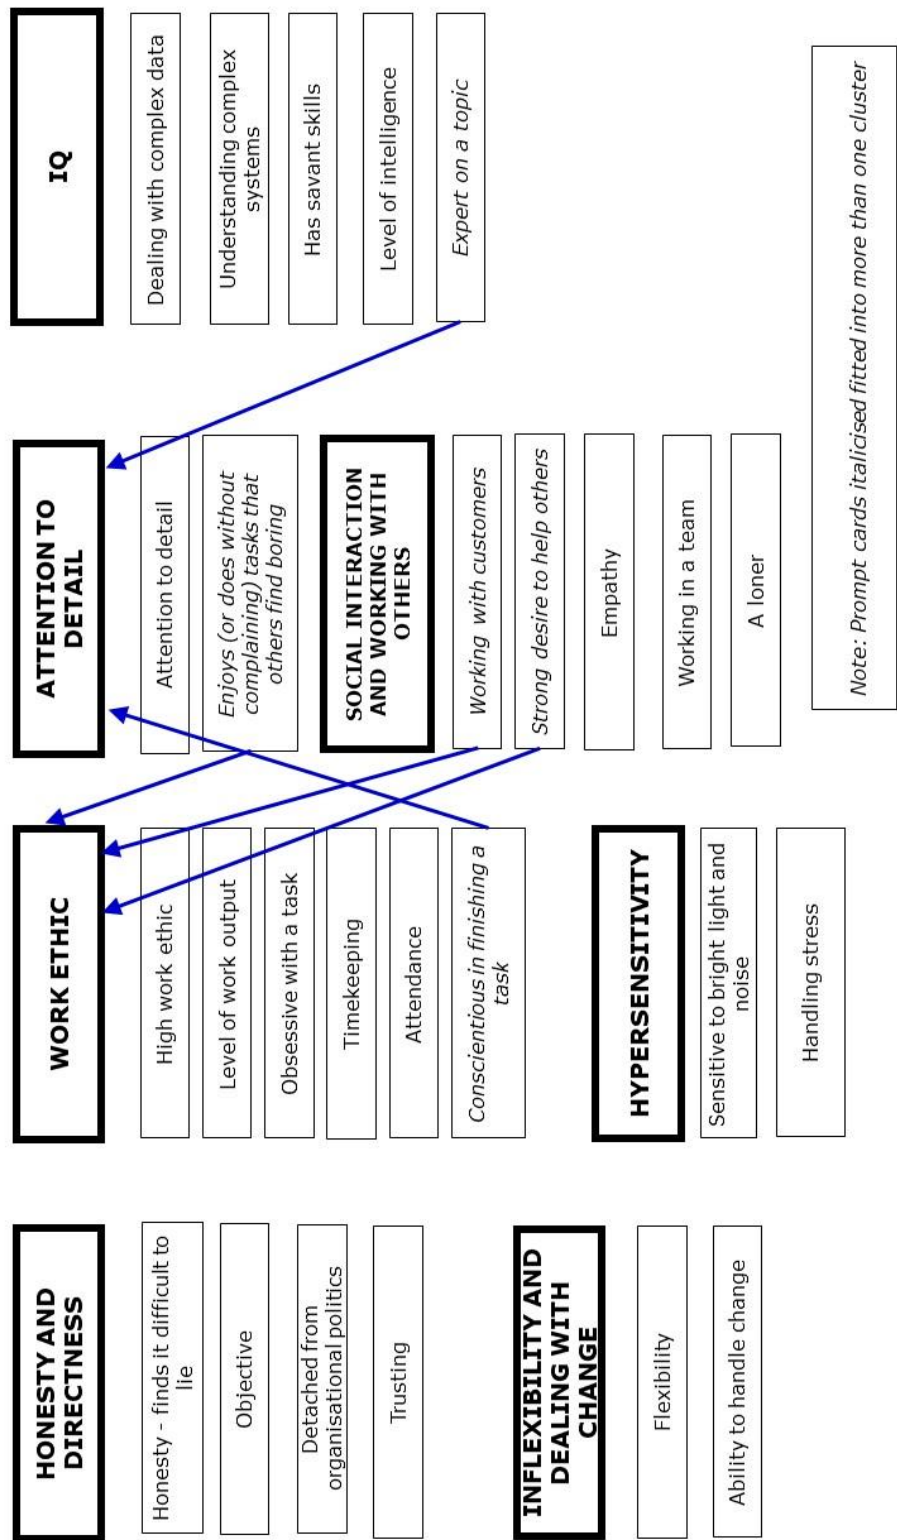 HONESTY AND
DIRECTNESS
Honesty - finds it difficult to
lie
Objective
Detached from
organisational politics
Trusting
INFLEXIBILITY AND
DEALING WITH
CHANGE
Flexibility
Ability to handle change
WORK ETHIC
High work ethic
Level of work output
Obsessive with a task
Timekeeping
Attendance
Conscientious in finishing a
task
HYPERSENSITIVITY
Sensitive to bright light and
noise
Handling stress
ATTENTION TO
DETAIL
Attention to detail
Enjoys (or does without
complaining) tasks that
others find boring
SOCIAL INTERACTION
AND WORKING WITH
OTHERS
Working with customers
Strong desire to help others
Empathy
Working in a team
A loner
IQ
Dealing with complex data
Understanding complex
systems
Has savant skills
Level of intelligence
Expert on a topic
Note: Prompt cards italicised fitted into more than one cluster